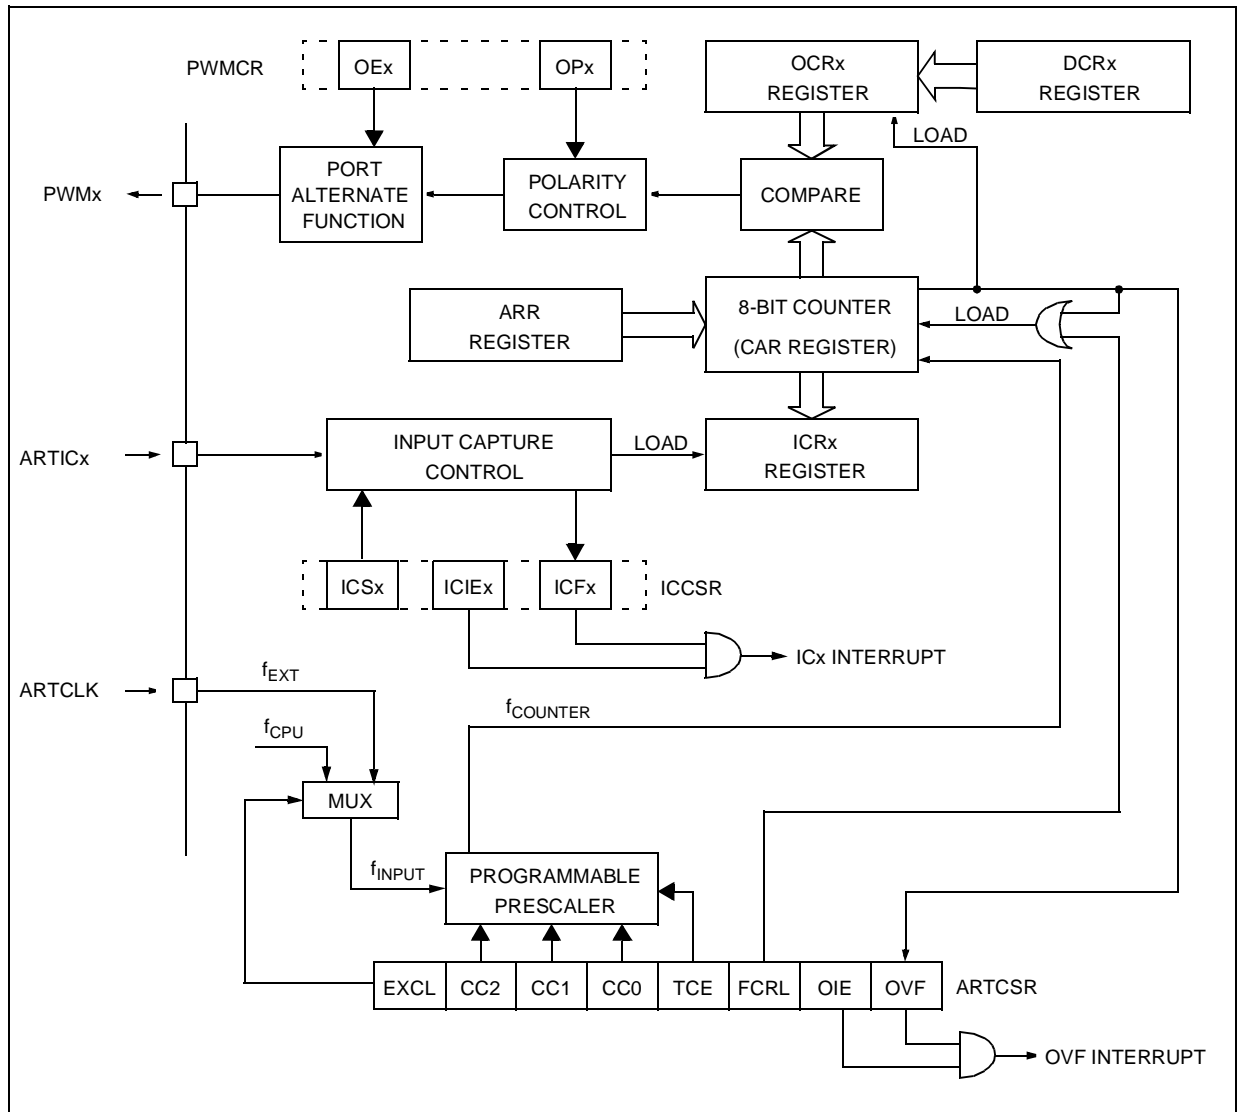 PWMCR
OEx
OPx
OCRx
REGISTER
DCRx
REGISTER
LOAD
PWMx
PORT
ALTERNATE
FUNCTION
POLARITY
CONTROL
COMPARE
ARR
REGISTER
8-BIT COUNTER
(CAR REGISTER)
LOAD
ARTICx
INPUT CAPTURE
CONTROL
LOAD
ICRx
REGISTER
ICSx
ICIEx
ICFx
ICCSR
ICx INTERRUPT
ARTCLK
fEXT
fCPU
fCOUNTER
MUX
fINPUT
PROGRAMMABLE
PRESCALER
EXCL
CC2
CC1
CC0
TCE
FCRL
OIE
OVF
ARTCSR
OVF INTERRUPT